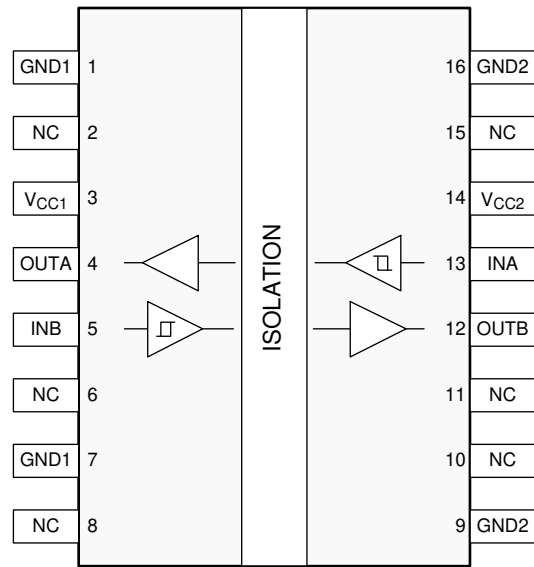 GND1 1 16 GND2
NC 2 15 NC
VCC1 3 14 VCC2
OUTA 4 13 INA
INB 5 12 OUTB
NC 6 11 NC
GND1 7 10 NC
NC 8 9 GND2
ISOLATION